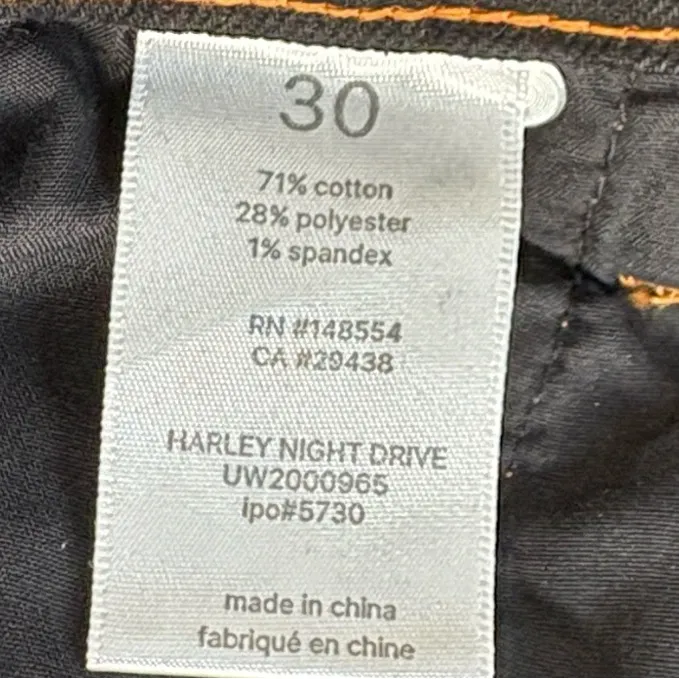 30
71% cotton
28% polyester
1% spandex
RN #148554
CA #29438
HARLEY NIGHT DRIVE
UW2000965
ipo#5730
made in china
fabriqué en chine